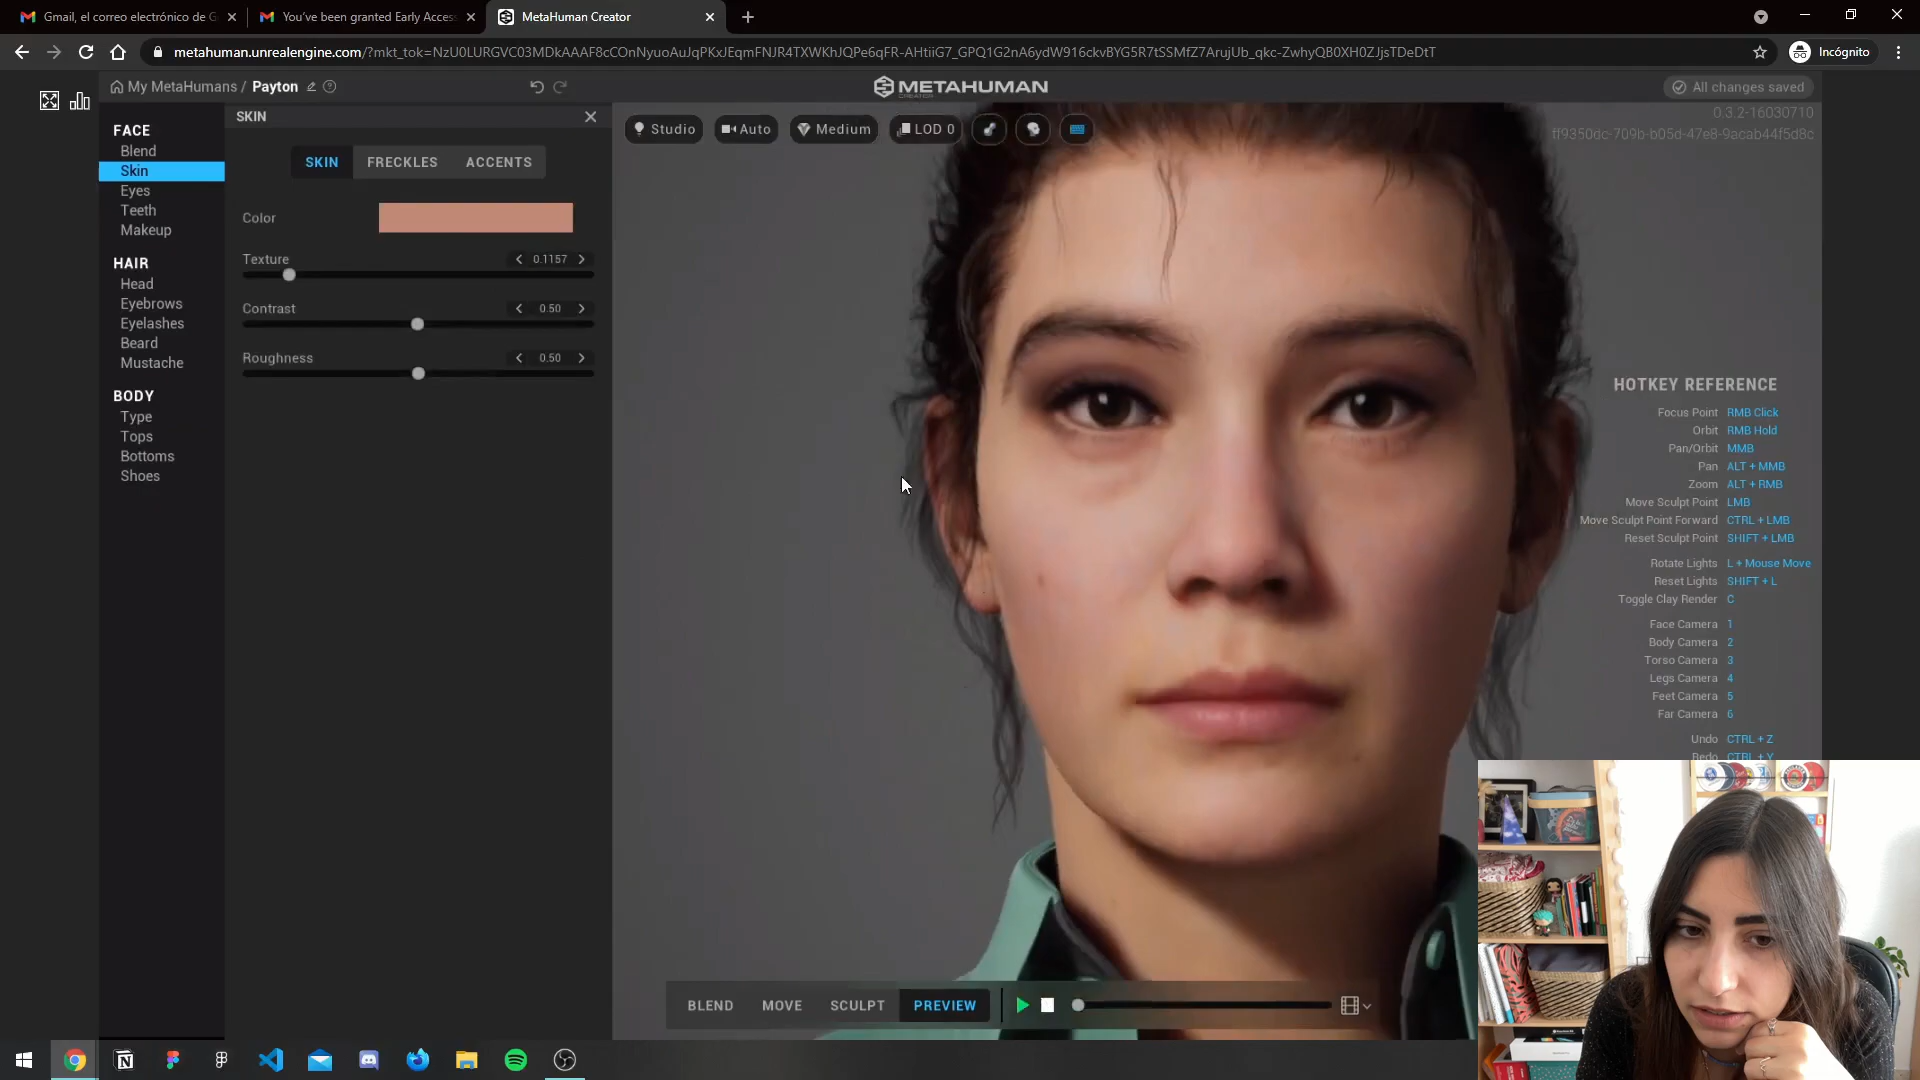 Gmail, el correo electrónico de G
You've been granted Early Acces
MetaHuman Creator
metahuman.unrealengine.com/?mkt_tok=NzU0LURGVC03MDkAAAF8cCOnNyuoAuJqPKxJEqmFNJR4TXWKhJQPe6qFR-AHtiiG7_GPQ1G2nA6ydW916ckvBYG5R7tSSMfZ7ArujUb_qkc-ZwhyQB0XH0ZJjsTDeDtT
Incógnito
My MetaHumans / Payton
METAHUMAN
CREATOR
All changes saved
0.3.2-16030710
ff9350dc-709b-b05d-47e8-9acab44f5d8c
FACE
Blend
Skin
Eyes
Teeth
Makeup
HAIR
Head
Eyebrows
Eyelashes
Beard
Mustache
BODY
Type
Tops
Bottoms
Shoes
SKIN
SKIN FRECKLES ACCENTS
Color
Texture 0.1157
Contrast 0.50
Roughness 0.50
Studio Auto Medium LOD 0
HOTKEY REFERENCE
Focus Point RMB Click
Orbit RMB Hold
Pan/Orbit MMB
Pan ALT + MMB
Zoom ALT + RMB
Move Sculpt Point LMB
Move Sculpt Point Forward CTRL + LMB
Reset Sculpt Point SHIFT + LMB
Rotate Lights L + Mouse Move
Reset Lights SHIFT + L
Toggle Clay Render C
Face Camera 1
Body Camera 2
Torso Camera 3
Legs Camera 4
Feet Camera 5
Far Camera 6
Undo CTRL + Z
Redo CTRL + Y
BLEND MOVE SCULPT PREVIEW